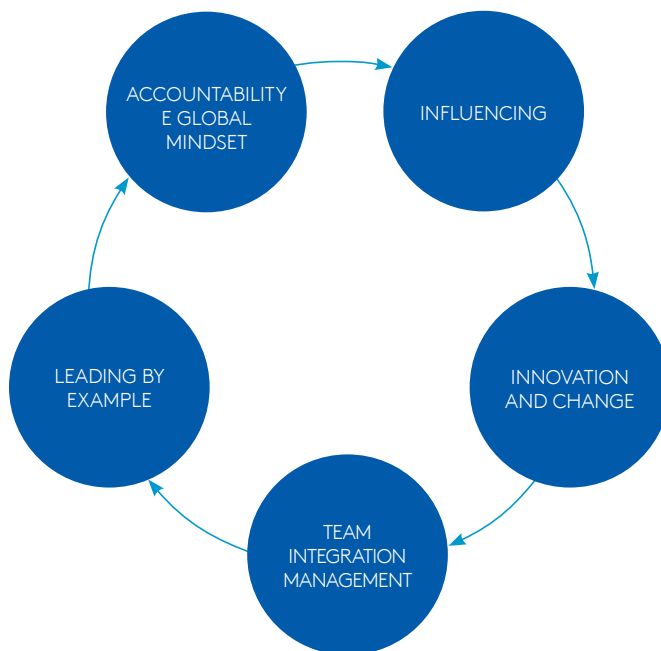 ACCOUNTABILITY
E GLOBAL
MINDSET
INFLUENCING
INNOVATION
AND CHANGE
TEAM
INTEGRATION
MANAGEMENT
LEADING BY
EXAMPLE